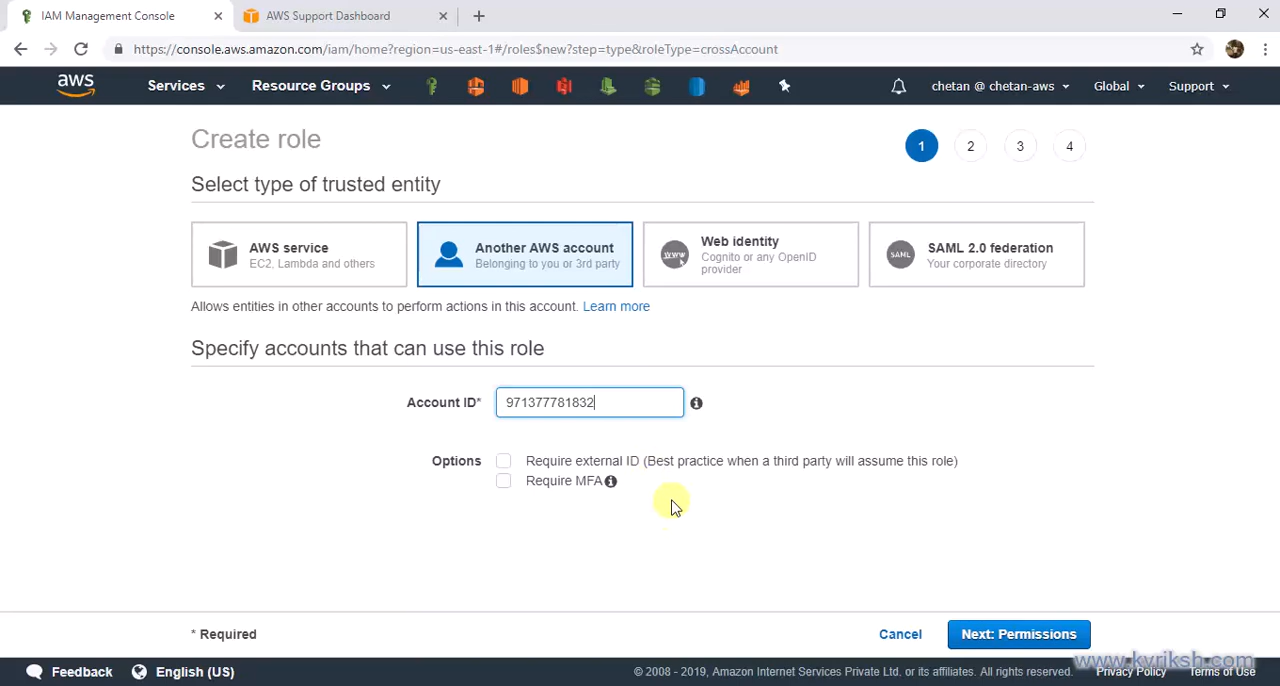 IAM Management Console
AWS Support Dashboard
https://console.aws.amazon.com/iam/home?region=us-east-1#/roles$new?step=type&roleType=crossAccount
aws Services Resource Groups chetan @ chetan-aws Global Support
Create role
1 2 3 4
Select type of trusted entity
AWS service
EC2, Lambda and others
Another AWS account
Belonging to you or 3rd party
www
Web identity
Cognito or any OpenID
provider
SAML
SAML 2.0 federation
Your corporate directory
Allows entities in other accounts to perform actions in this account. Learn more
Specify accounts that can use this role
Account ID* 971377781832
Options Require external ID (Best practice when a third party will assume this role)
Require MFA
* Required Cancel Next: Permissions
www.kvriksh.com
Feedback English (US) © 2008 - 2019, Amazon Internet Services Private Ltd. or its affiliates. All rights reserved. Privacy Policy Terms of Use